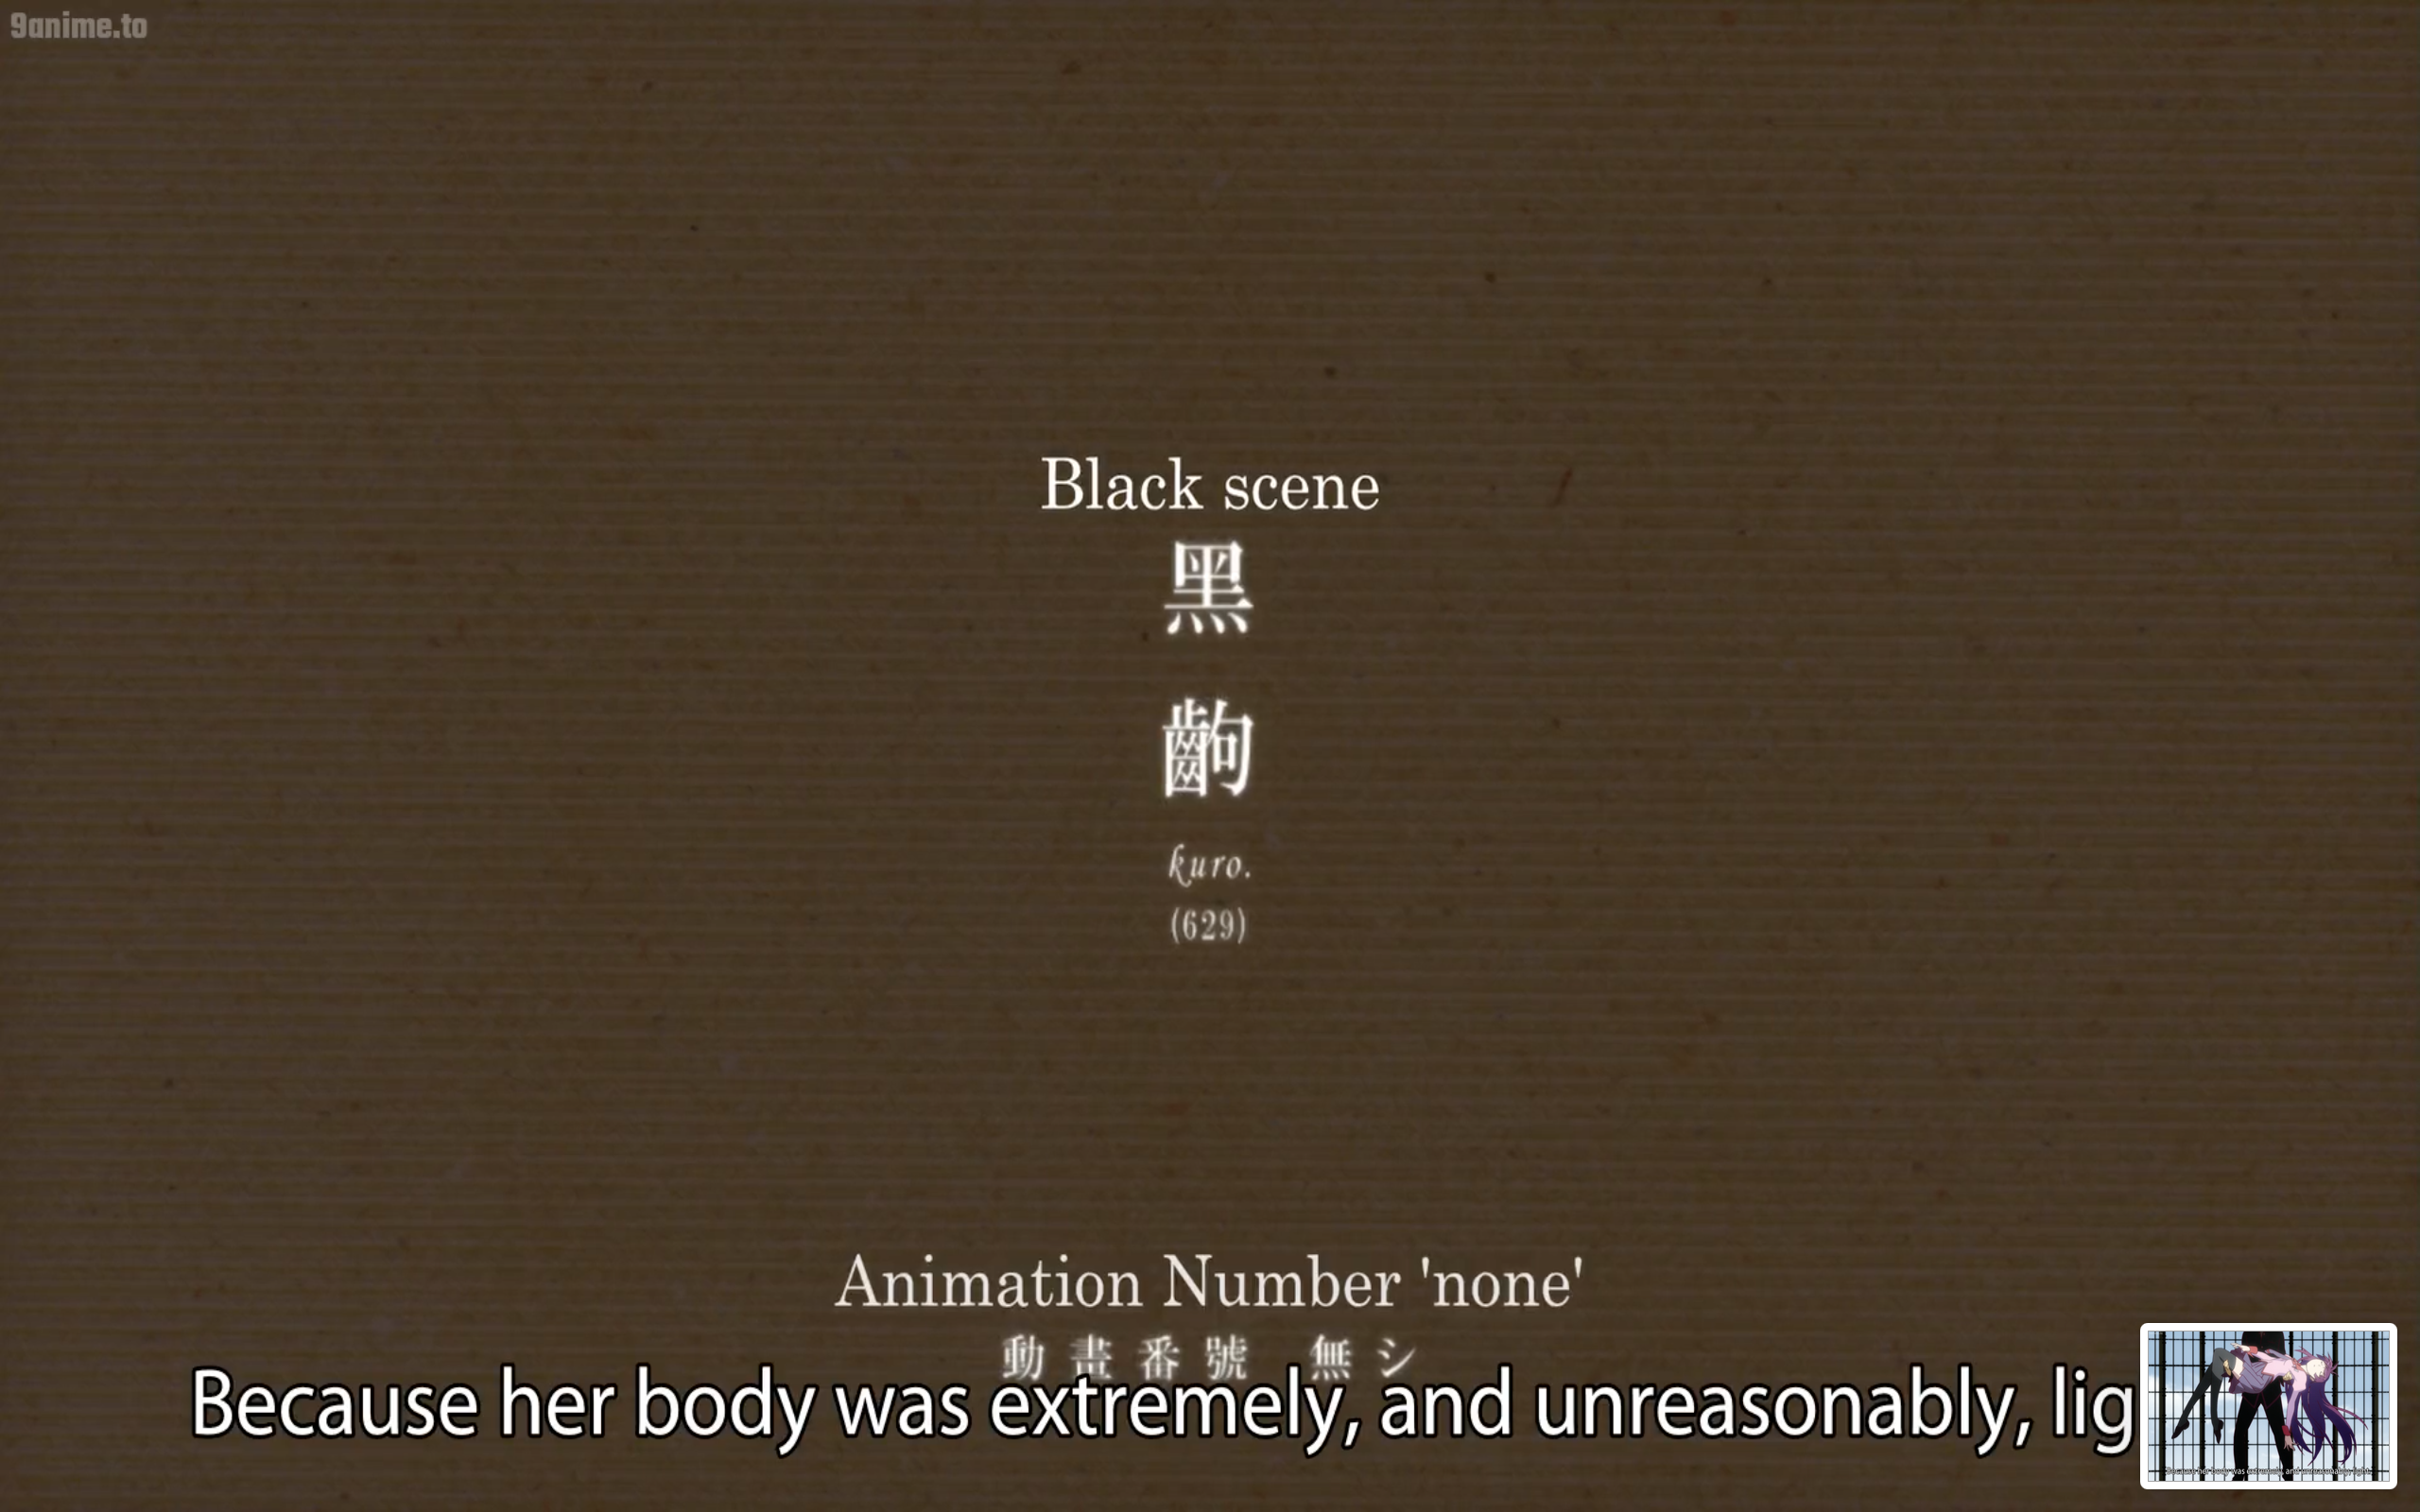 9anime.to
Black scene
黑
齣
kuro.
(629)
Animation Number 'none'
動畫番號 無シ
Because her body was extremely, and unreasonably, lig